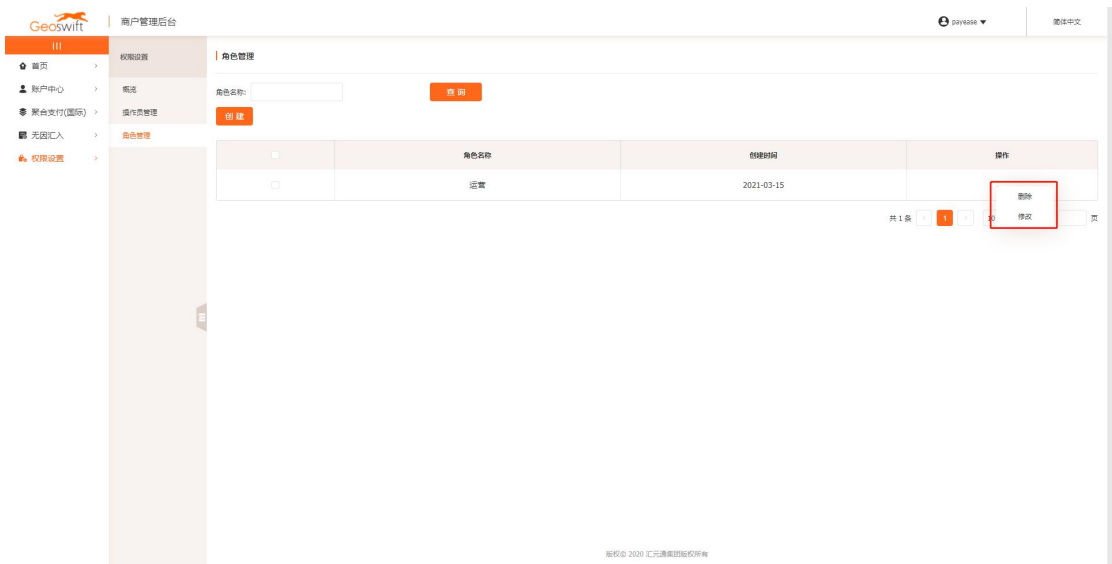 Geoswift
商户管理后台
payease
简体中文
首页
账户中心
聚合支付(国际)
无因汇入
权限设置
权限设置
概览
操作员管理
角色管理
角色管理
角色名称:
查 询
创 建
角色名称
创建时间
操作
运营
2021-03-15
删除
修改
共 1 条
1
10
页
版权© 2020 汇元通集团版权所有